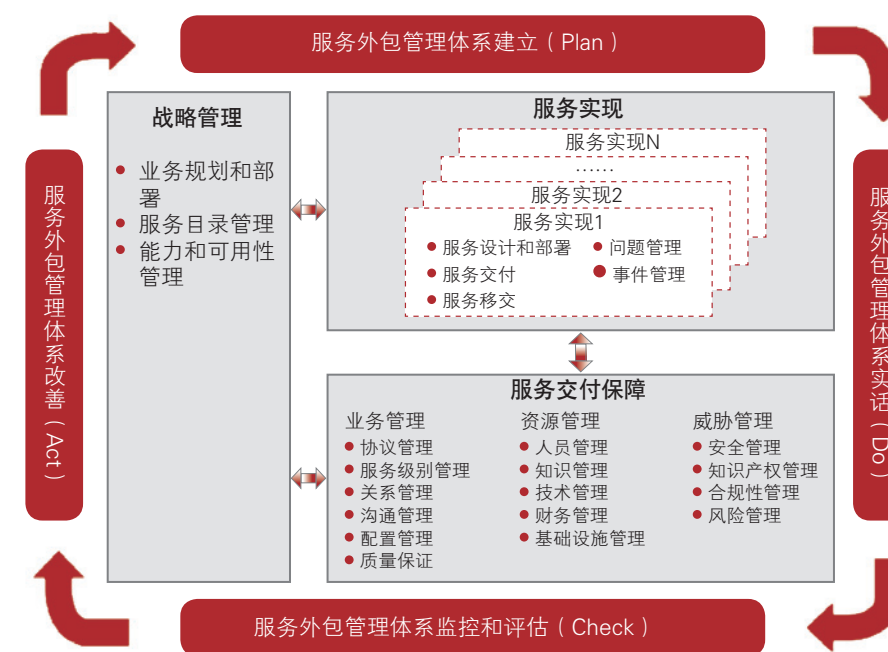 服务外包管理体系建立（Plan）
战略管理
业务规划和部
署
服务目录管理
能力和可用性
管理
服务实现
服务实现N
······
服务实现2
服务实现1
服务设计和部署
问题管理
服务交付
事件管理
服务移交
服务交付保障
业务管理
协议管理
服务级别管理
关系管理
沟通管理
配置管理
质量保证
资源管理
人员管理
知识管理
技术管理
财务管理
基础设施管理
威胁管理
安全管理
知识产权管理
合规性管理
风险管理
服务外包管理体系改善（Act）
服务外包管理体系实话（Do）
服务外包管理体系监控和评估（Check）